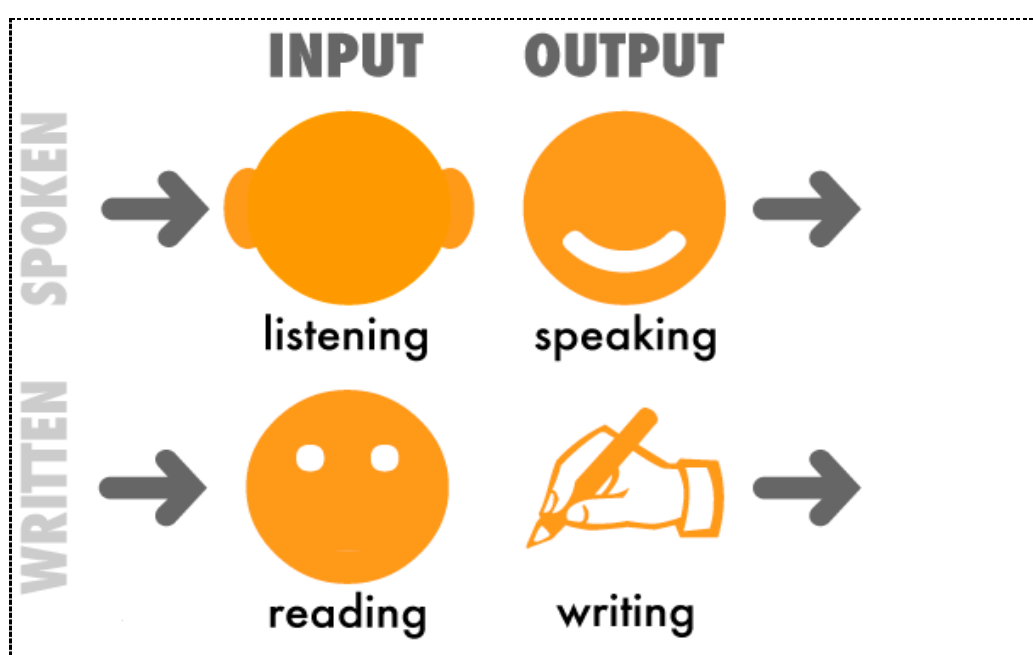 INPUT OUTPUT
SPOKEN
listening speaking
WRITTEN
reading writing